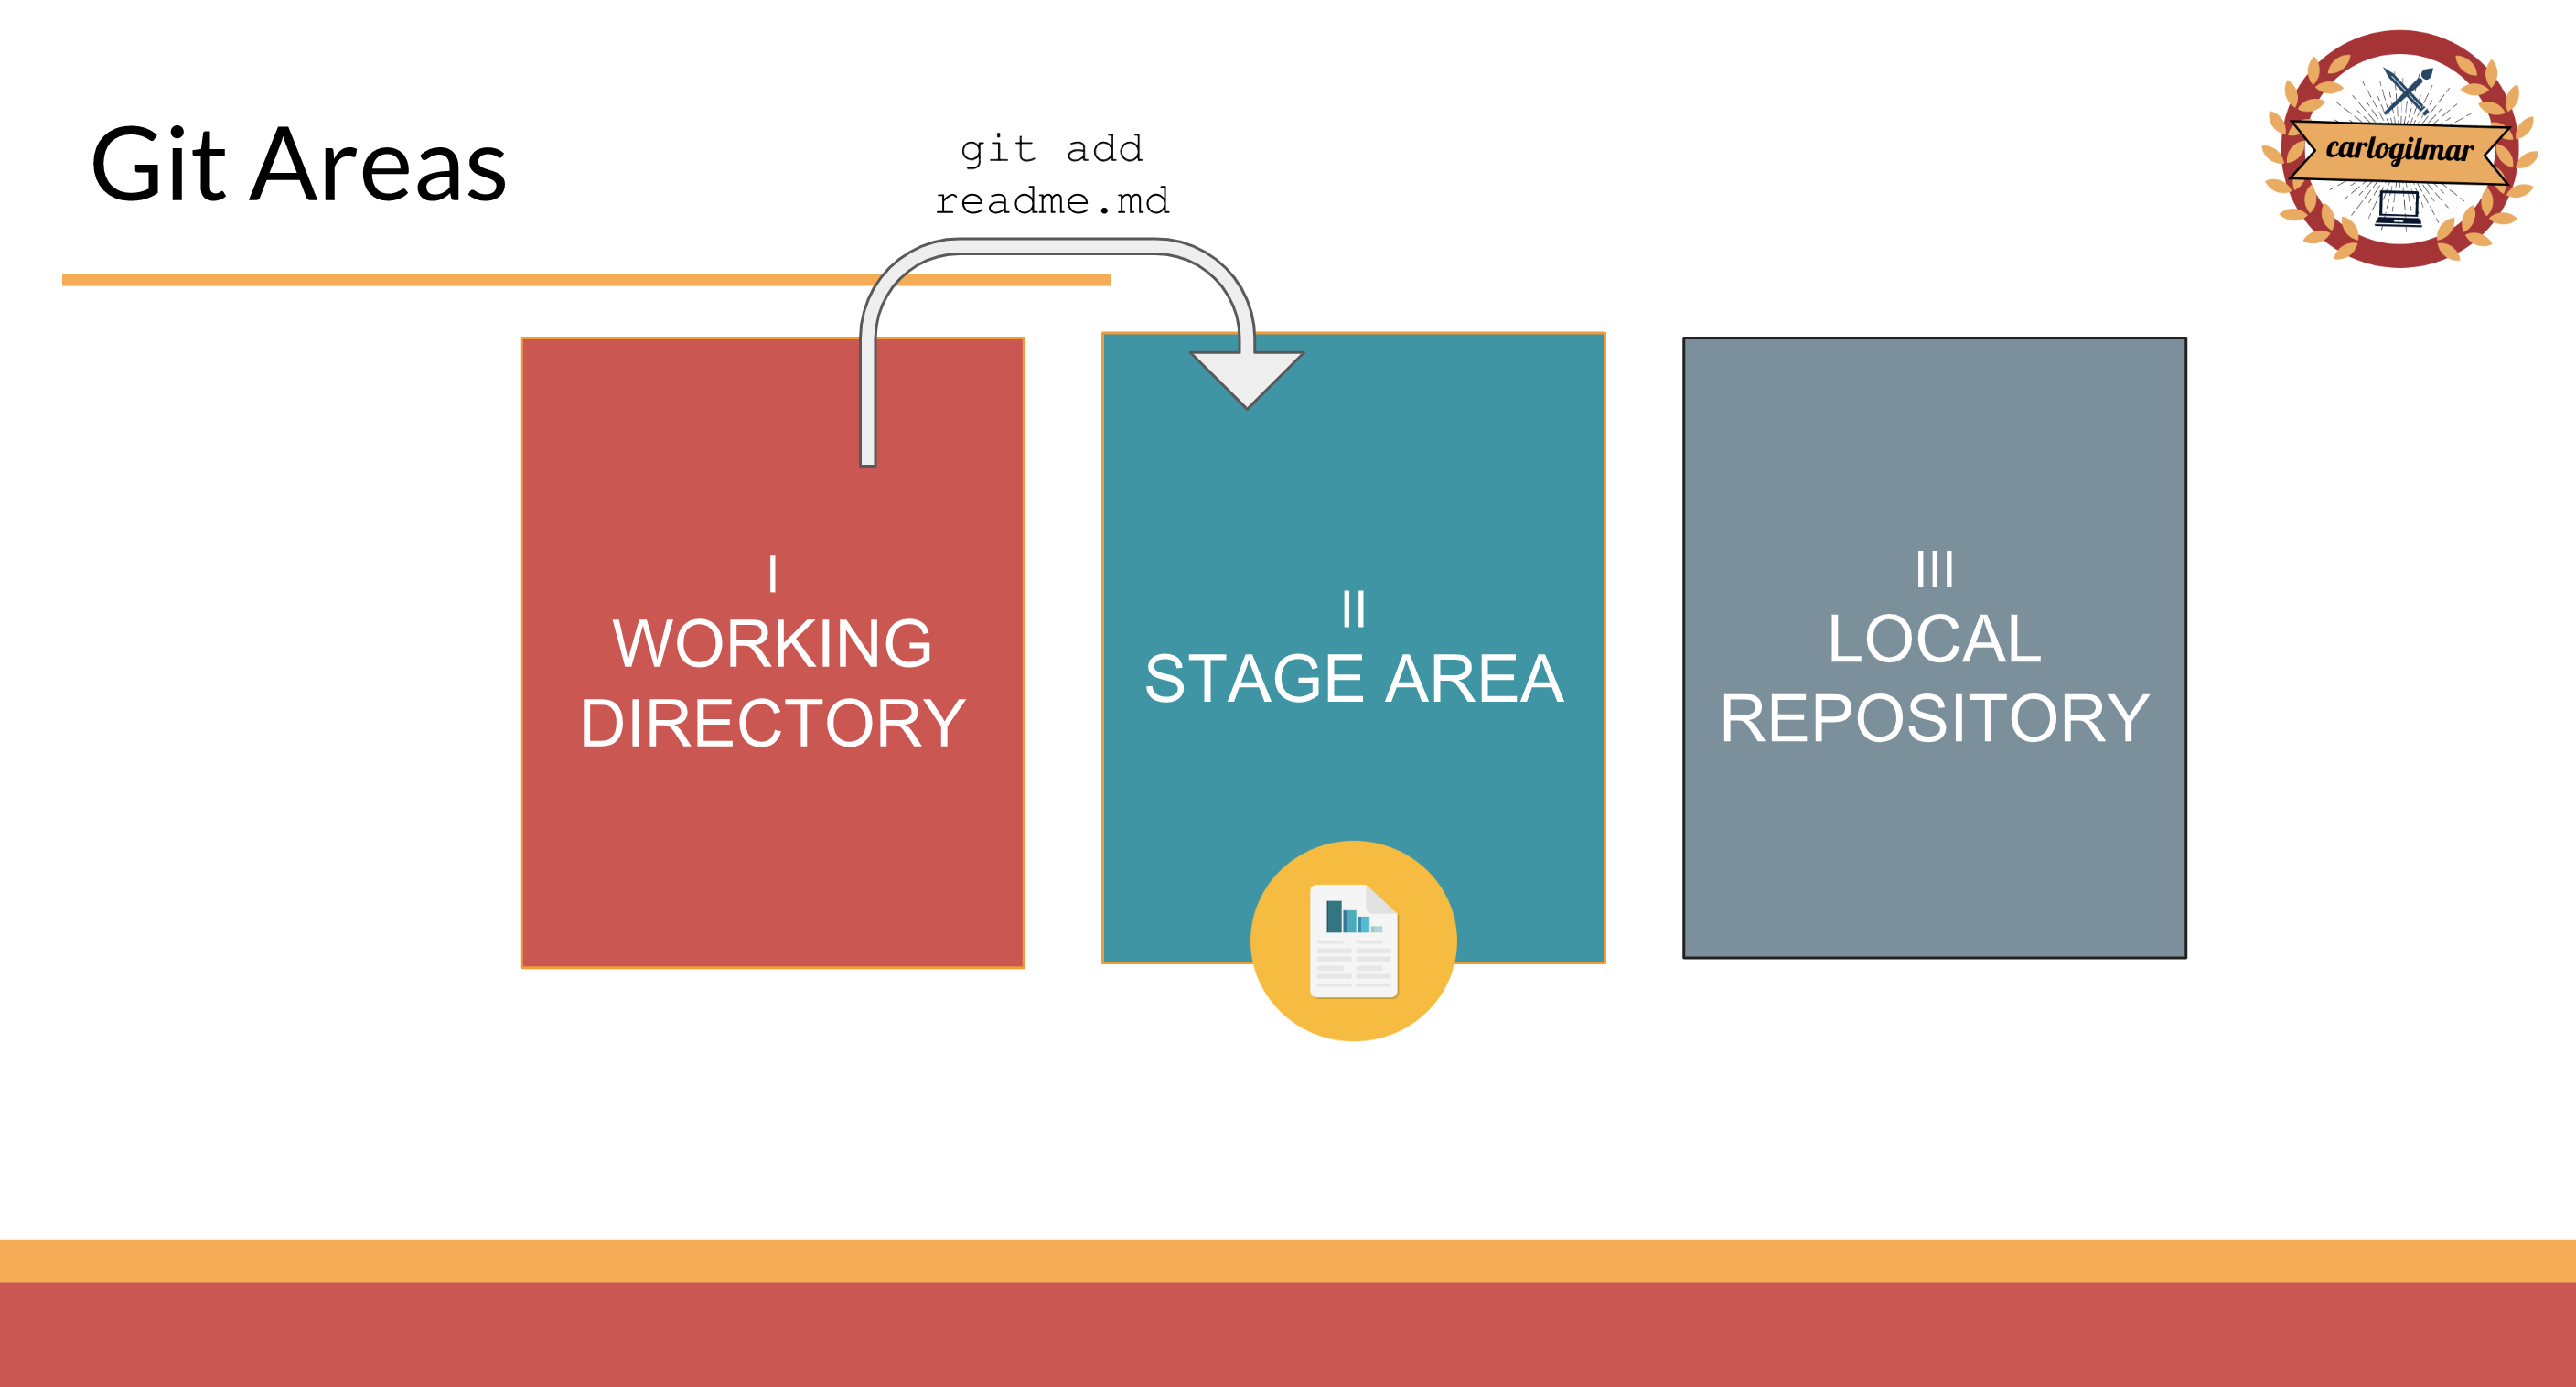 Git Areas
git add
readme.md
carlogilmar
I
WORKING
DIRECTORY
II
STAGE AREA
III
LOCAL
REPOSITORY